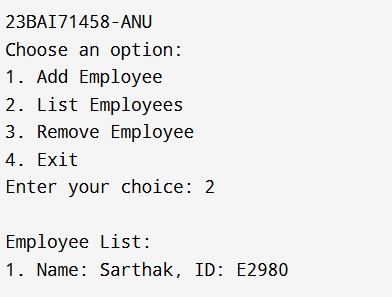 23BAI71458-ANU
Choose an option:
1. Add Employee
2. List Employees
3. Remove Employee
4. Exit
Enter your choice: 2
Employee List:
1. Name: Sarthak, ID: E2980